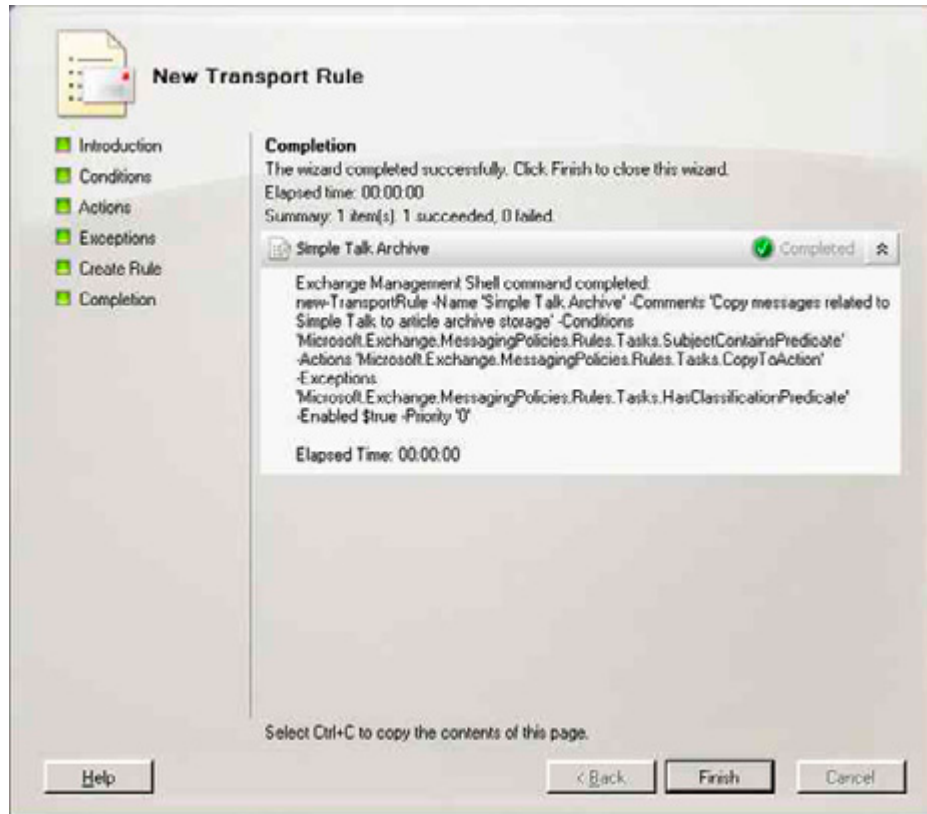 New Transport Rule
Introduction
Conditions
Actions
Exceptions
Create Rule
Completion
Completion
The wizard completed successfully. Click Finish to close this wizard.
Elapsed time: 00:00:00
Summary: 1 item(s). 1 succeeded, 0 failed.
Simple Talk Archive
Completed
Exchange Management Shell command completed:
new-TransportRule -Name 'Simple Talk Archive' -Comments 'Copy messages related to
Simple Talk to article archive storage' -Conditions
'Microsoft.Exchange.MessagingPolicies.Rules.Tasks.SubjectContainsPredicate'
-Actions 'Microsoft.Exchange.MessagingPolicies.Rules.Tasks.CopyToAction'
-Exceptions
'Microsoft.Exchange.MessagingPolicies.Rules.Tasks.HasClassificationPredicate'
-Enabled $true -Priority '0'
Elapsed Time: 00:00:00
Select Ctrl+C to copy the contents of this page.
Help
< Back
Finish
Cancel